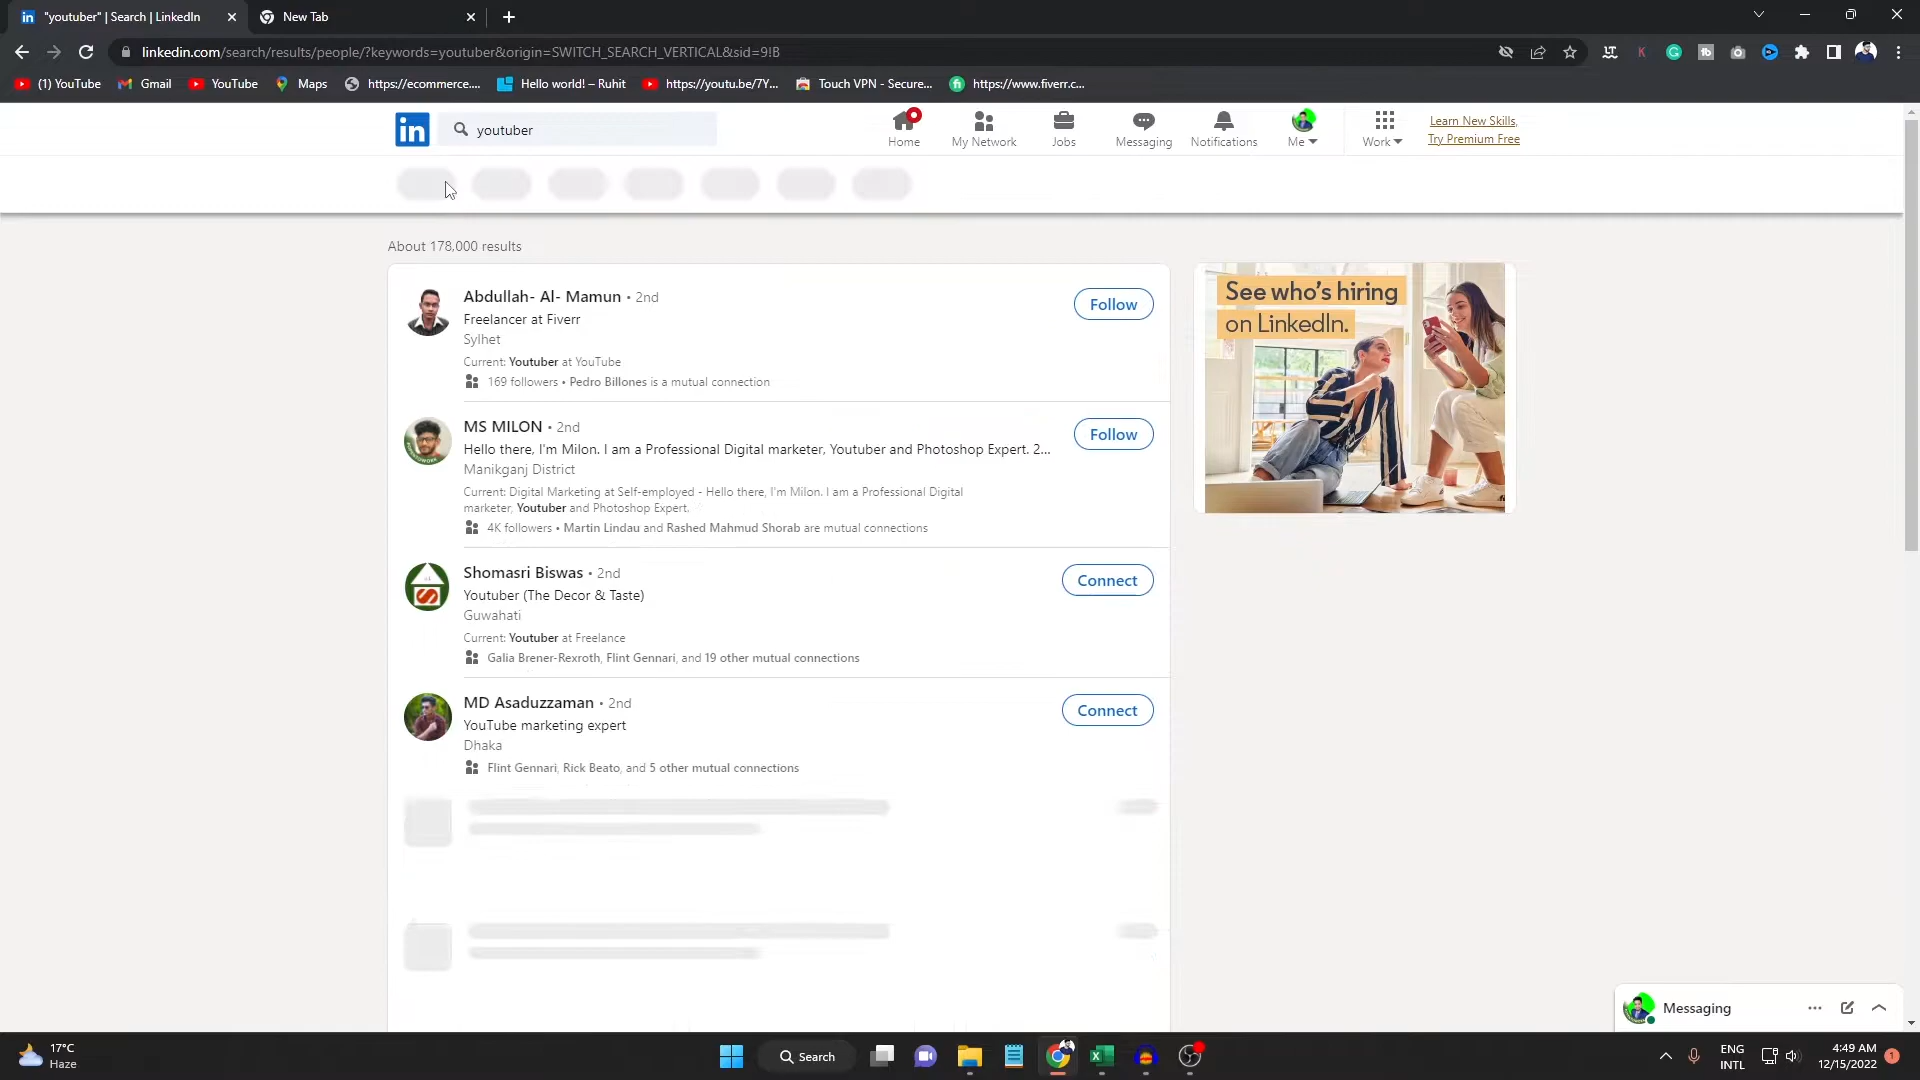 "youtuber" | Search | LinkedIn
New Tab
linkedin.com/search/results/people/?keywords=youtuber&origin=SWITCH_SEARCH_VERTICAL&sid=9!B
(1) YouTube
Gmail
YouTube
Maps
https://ecommerce....
Hello world! – Ruhit
https://youtu.be/7Y...
Touch VPN - Secure...
https://www.fiverr.c...
in
youtuber
Home
My Network
Jobs
Messaging
Notifications
Me
Work
Learn New Skills,
Try Premium Free
About 178,000 results
Abdullah- Al- Mamun • 2nd
Freelancer at Fiverr
Sylhet
Current: Youtuber at YouTube
169 followers • Pedro Billones is a mutual connection
Follow
MS MILON • 2nd
Hello there, I'm Milon. I am a Professional Digital marketer, Youtuber and Photoshop Expert. 2...
Manikganj District
Current: Digital Marketing at Self-employed - Hello there, I'm Milon. I am a Professional Digital
marketer, Youtuber and Photoshop Expert.
4K followers • Martin Lindau and Rashed Mahmud Shorab are mutual connections
Follow
Shomasri Biswas • 2nd
Youtuber (The Decor & Taste)
Guwahati
Current: Youtuber at Freelance
Galia Brener-Rexroth, Flint Gennari, and 19 other mutual connections
Connect
MD Asaduzzaman • 2nd
YouTube marketing expert
Dhaka
Flint Gennari, Rick Beato, and 5 other mutual connections
Connect
See who's hiring
on LinkedIn.
Messaging
17°C
Haze
Search
ENG
INTL
4:49 AM
12/15/2022
1